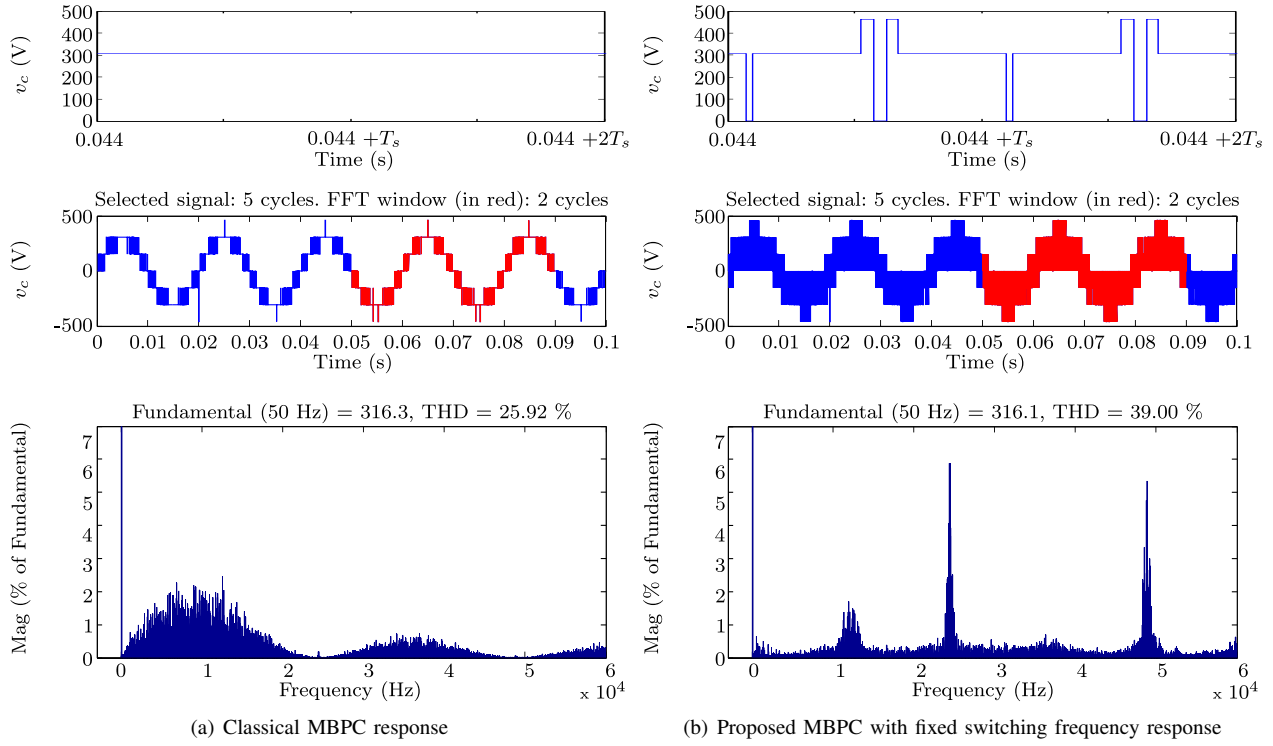 500
400
300
200
100
0
v_c (V)
0.044
0.044 +T_s
0.044 +2T_s
Time (s)
Selected signal: 5 cycles. FFT window (in red): 2 cycles
500
0
-500
v_c (V)
0 0.01 0.02 0.03 0.04 0.05 0.06 0.07 0.08 0.09 0.1
Time (s)
Fundamental (50 Hz) = 316.3, THD = 25.92 %
7
6
5
4
3
2
1
0
Mag (% of Fundamental)
0 1 2 3 4 5 6
Frequency (Hz)
x 10^4
(a) Classical MBPC response
500
400
300
200
100
0
v_c (V)
0.044
0.044 +T_s
0.044 +2T_s
Time (s)
Selected signal: 5 cycles. FFT window (in red): 2 cycles
500
0
-500
v_c (V)
0 0.01 0.02 0.03 0.04 0.05 0.06 0.07 0.08 0.09 0.1
Time (s)
Fundamental (50 Hz) = 316.1, THD = 39.00 %
7
6
5
4
3
2
1
0
Mag (% of Fundamental)
0 1 2 3 4 5 6
Frequency (Hz)
x 10^4
(b) Proposed MBPC with fixed switching frequency response